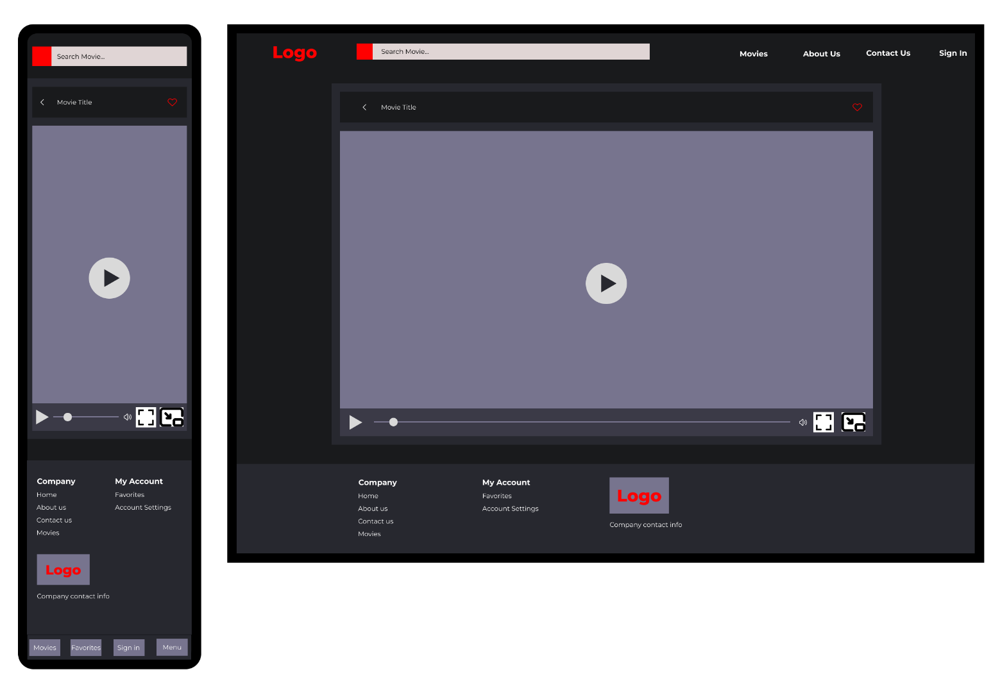 Search Movie...
Movie Title
Company
Home
About us
Contact us
Movies
My Account
Favorites
Account Settings
Logo
Company contact info
Movies
Favorites
Sign in
Menu
Logo
Search Movie...
Movies
About Us
Contact Us
Sign In
Movie Title
Company
Home
About us
Contact us
Movies
My Account
Favorites
Account Settings
Logo
Company contact info